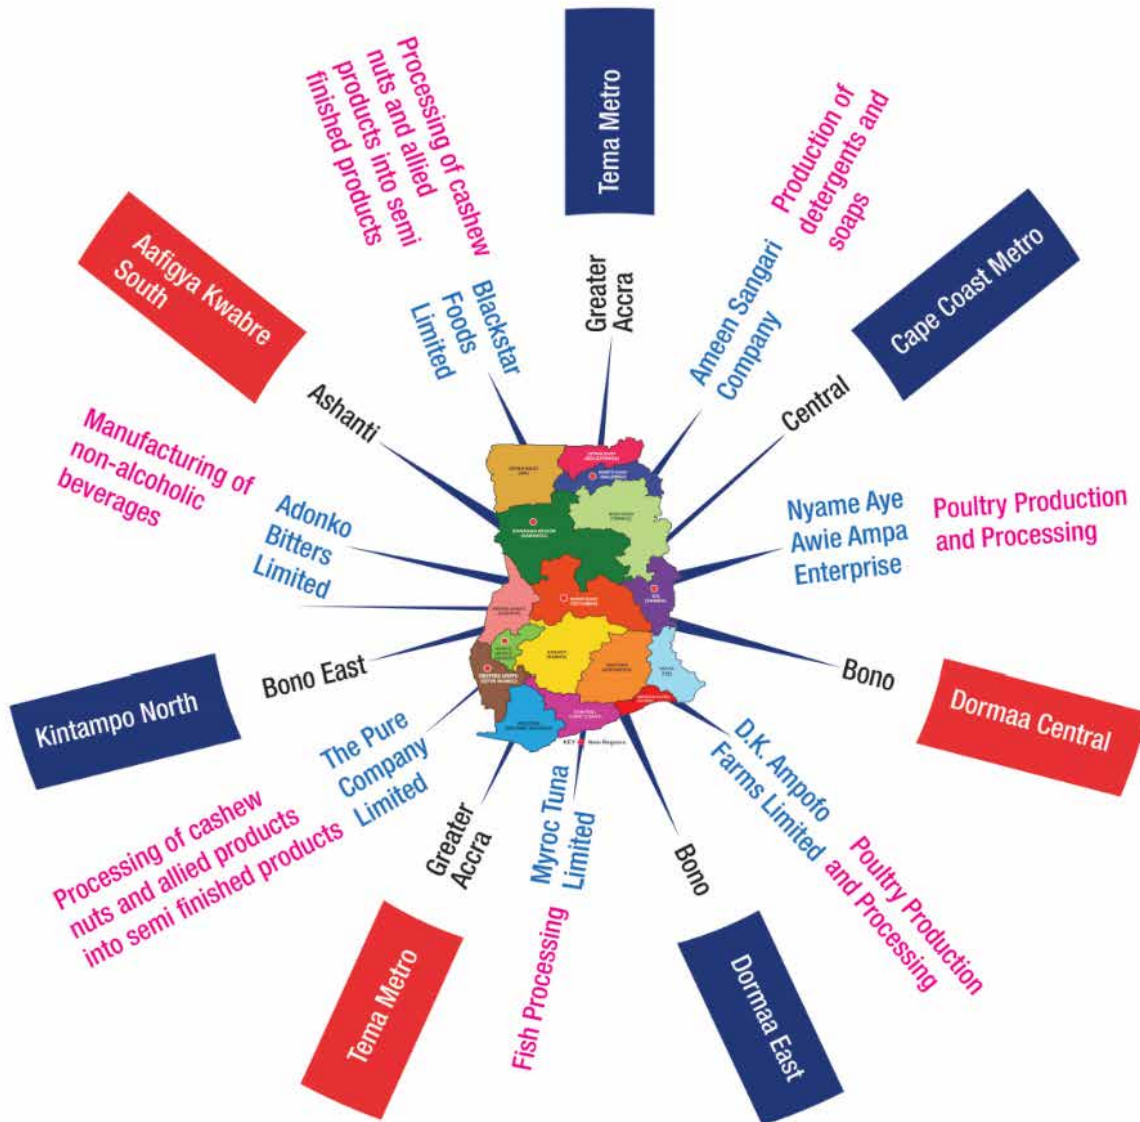 Tema Metro
Greater
Accra
Production of
detergents and
soaps
Ameen Sangari
Company
Cape Coast Metro
Central
Nyame Aye
Awie Ampa
Enterprise
Poultry Production
and Processing
Bono
Dormaa Central
D.K. Ampofo
Farms Limited
Poultry Production
and Processing
Bono
Dormaa East
Myroc Tuna
Limited
Fish Processing
Greater
Accra
Tema Metro
The Pure
Company
Limited
Processing of cashew
nuts and allied products
into semi finished products
Bono East
Kintampo North
Adonko
Bitters
Limited
Manufacturing of
non-alcoholic
beverages
Ashanti
Aafigya Kwabre
South
Blackstar
Foods
Limited
Processing of cashew
nuts and allied
products into semi
finished products
KEY
New Regions